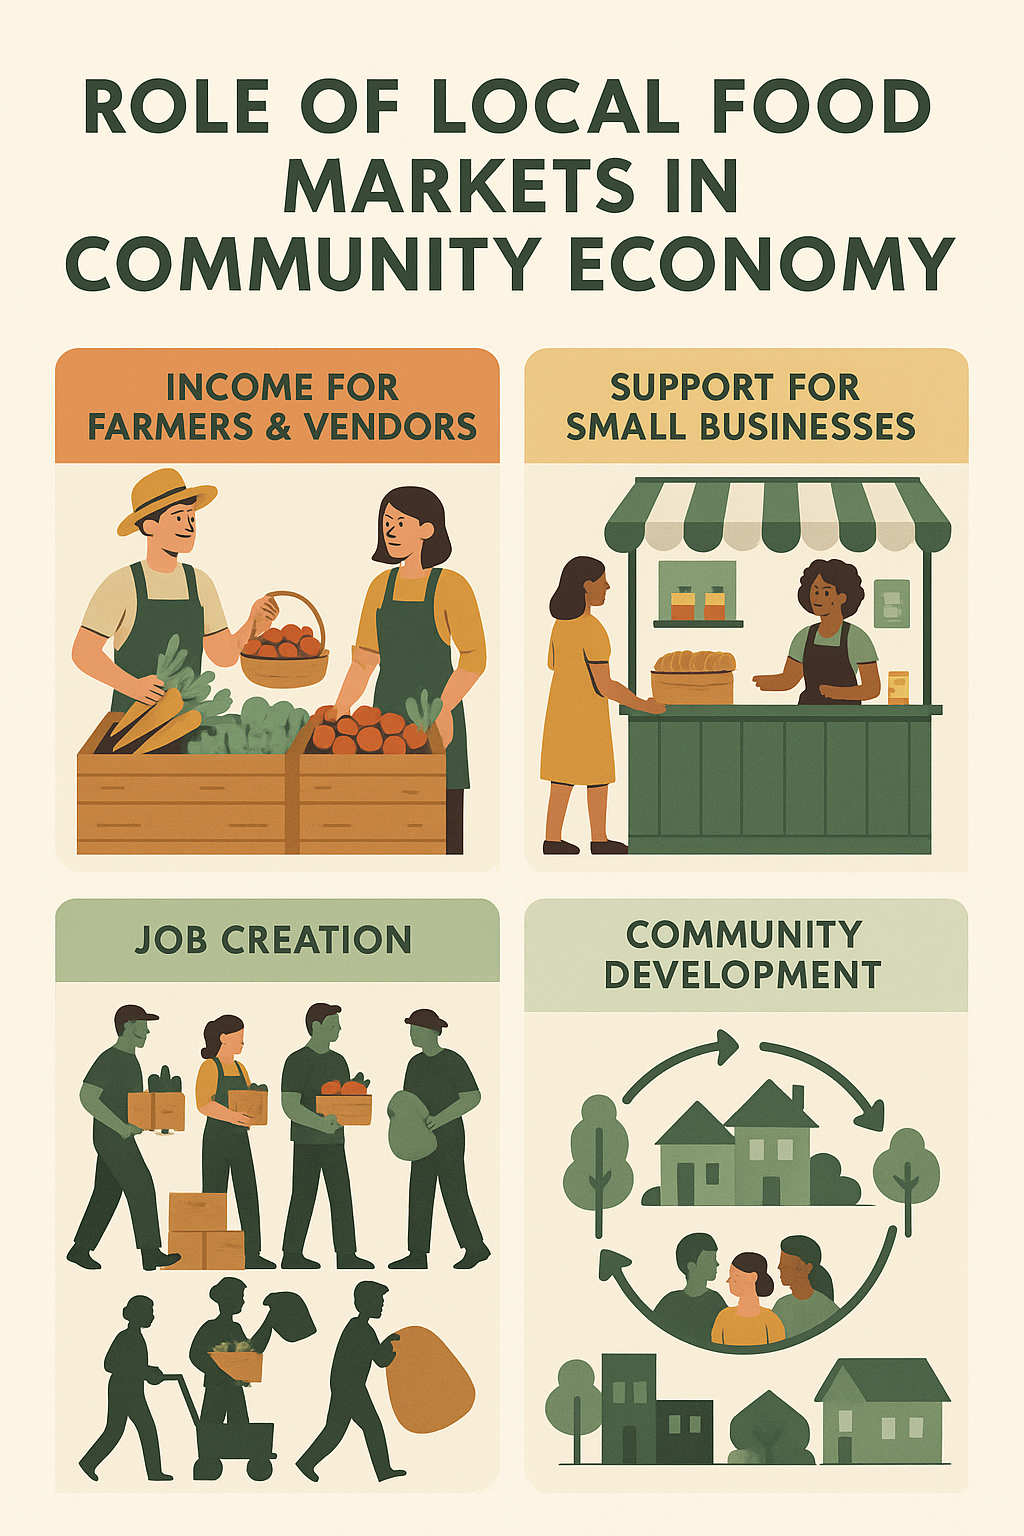 ROLE OF LOCAL FOOD
MARKETS IN
COMMUNITY ECONOMY
INCOME FOR
FARMERS & VENDORS
SUPPORT FOR
SMALL BUSINESSES
JOB CREATION
COMMUNITY
DEVELOPMENT